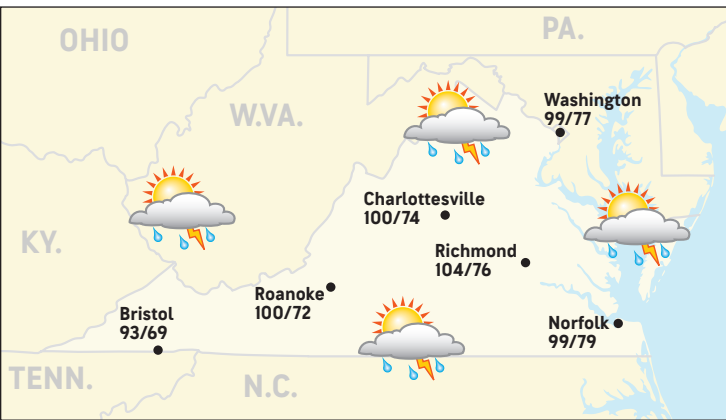 OHIO
PA.
W.VA.
Washington
99/77
Charlottesville
100/74
KY.
Richmond
104/76
Roanoke
100/72
Bristol
93/69
Norfolk
99/79
TENN.
N.C.